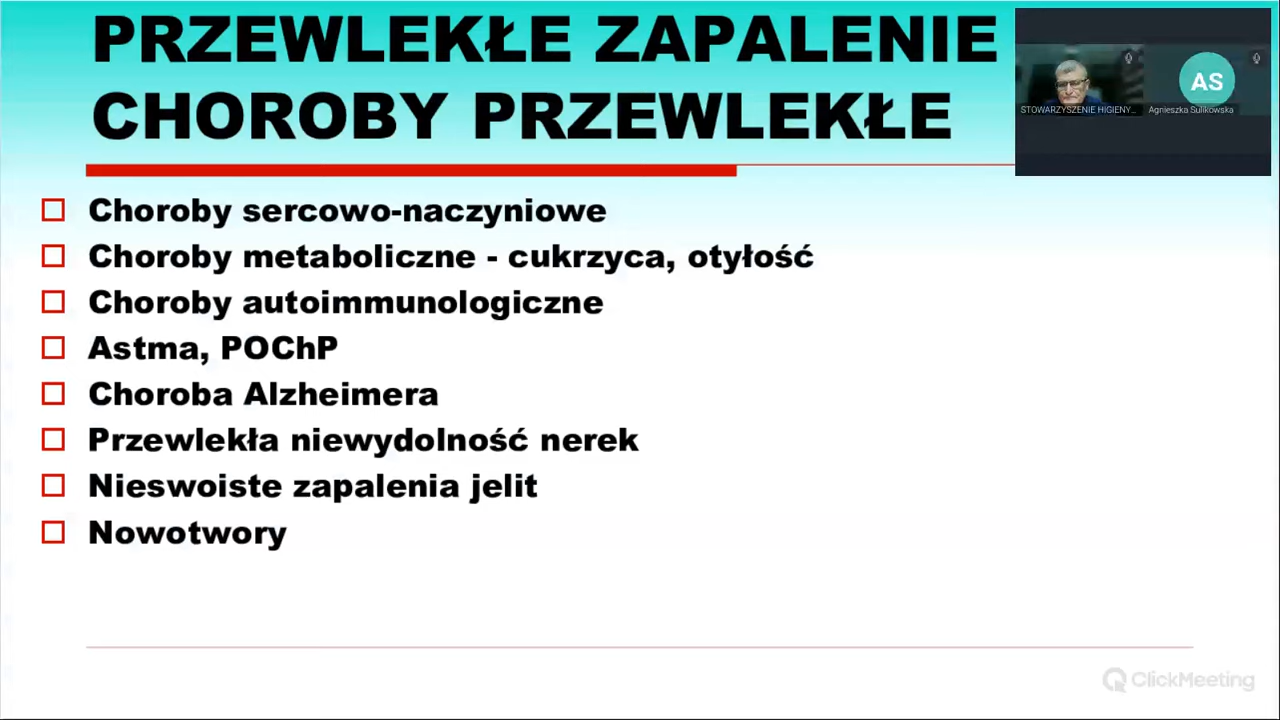 PRZEWLEKŁE ZAPALENIE
CHOROBY PRZEWLEKŁE
AS
STOWARZYSZENIE HIGIENY...
Agnieszka Sulikowska
Choroby sercowo-naczyniowe
Choroby metaboliczne - cukrzyca, otyłość
Choroby autoimmunologiczne
Astma, POChP
Choroba Alzheimera
Przewlekła niewydolność nerek
Nieswoiste zapalenia jelit
Nowotwory
ClickMeeting